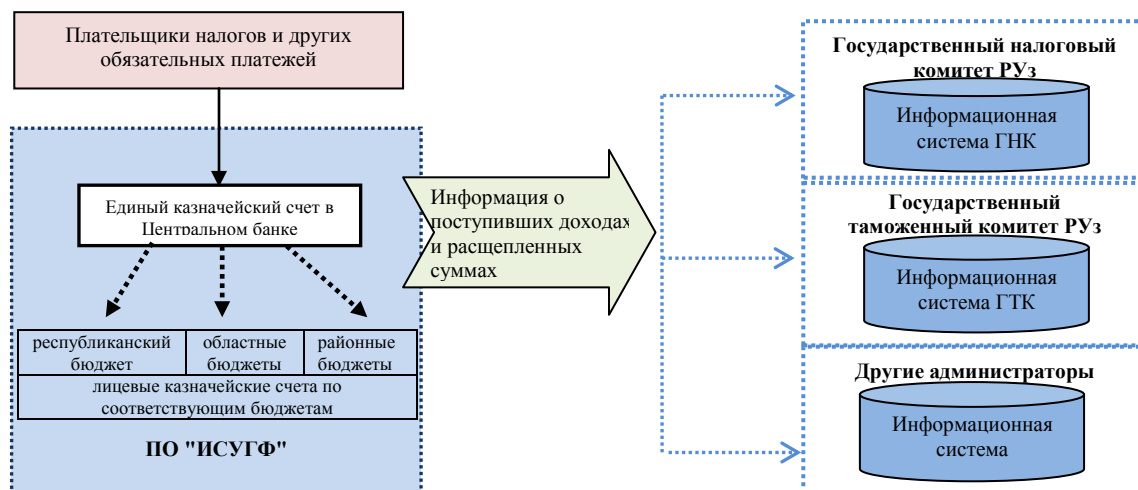 Плательщики налогов и других
обязательных платежей
Единый казначейский счет в
Центральном банке
республиканский
бюджет
областные
бюджеты
районные
бюджеты
лицевые казначейские счета по
соответствующим бюджетам
ПО "ИСУГФ"
Информация о
поступивших доходах
и расщепленных
суммах
Государственный налоговый
комитет РУз
Информационная
система ГНК
Государственный
таможенный комитет РУз
Информационная
система ГТК
Другие администраторы
Информационная
система